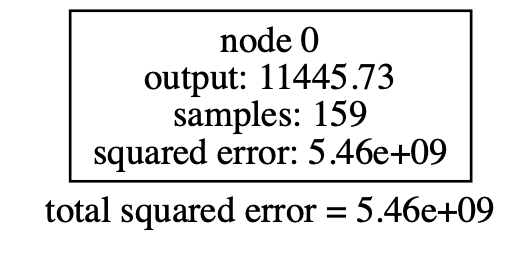 node 0
output: 11445.73
samples: 159
squared error: 5.46e+09
total squared error = 5.46e+09